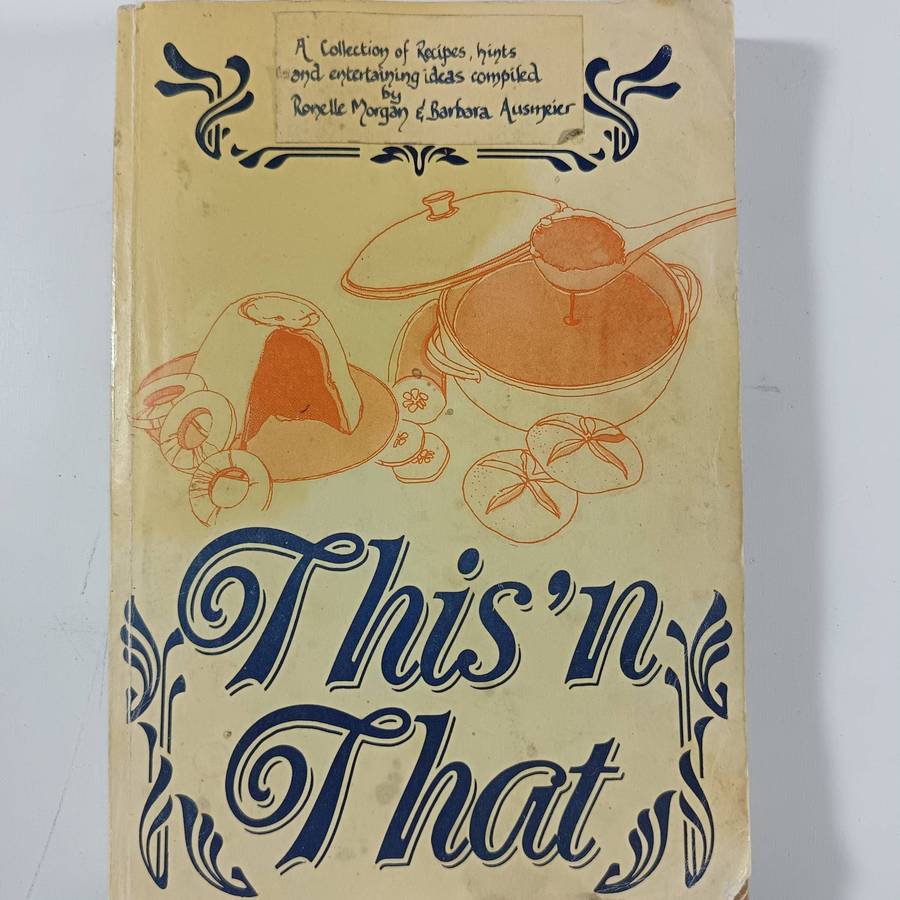 A Collection of Recipes, hints
and entertaining ideas compiled
by
Ronelle Morgan & Barbara Ausmeier
This 'n
That